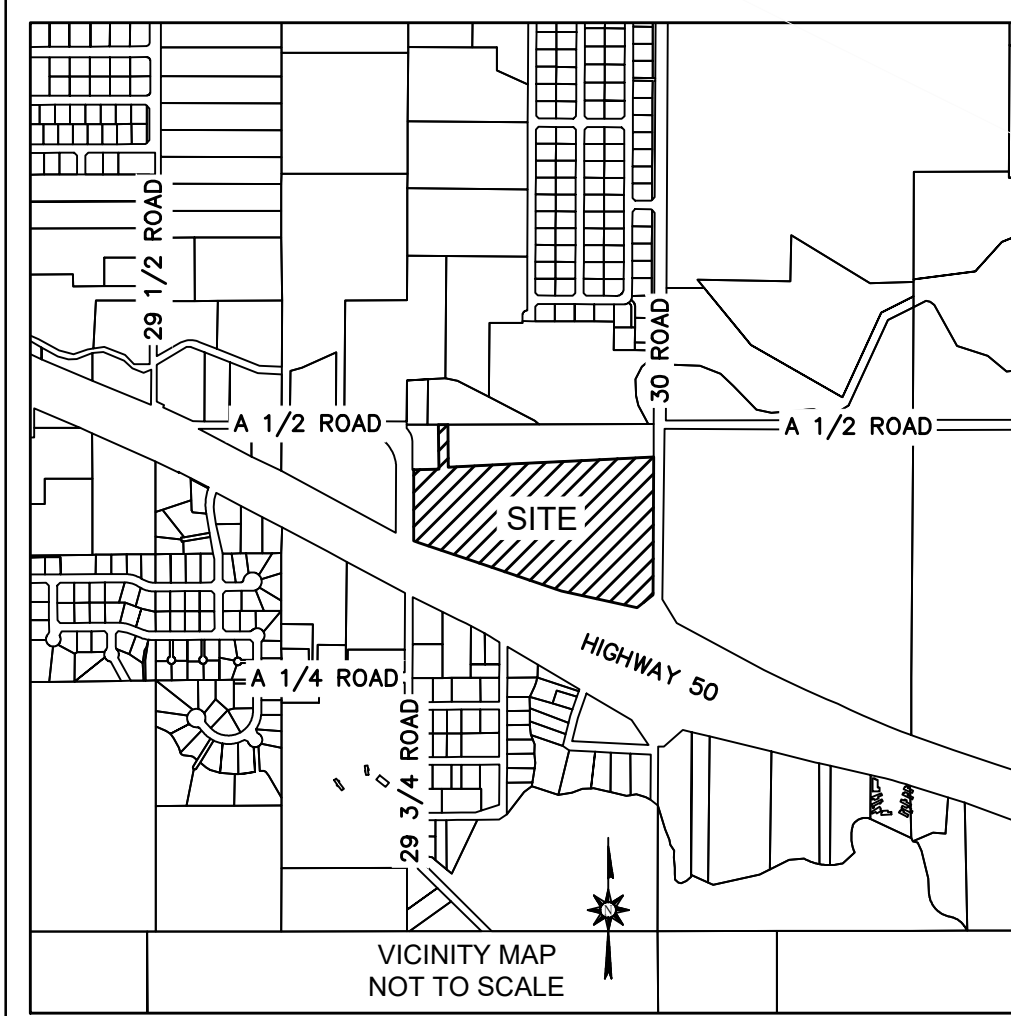 29 1/2 ROAD
30 ROAD
A 1/2 ROAD
A 1/2 ROAD
SITE
HIGHWAY 50
A 1/4 ROAD
29 3/4 ROAD
N
VICINITY MAP
NOT TO SCALE